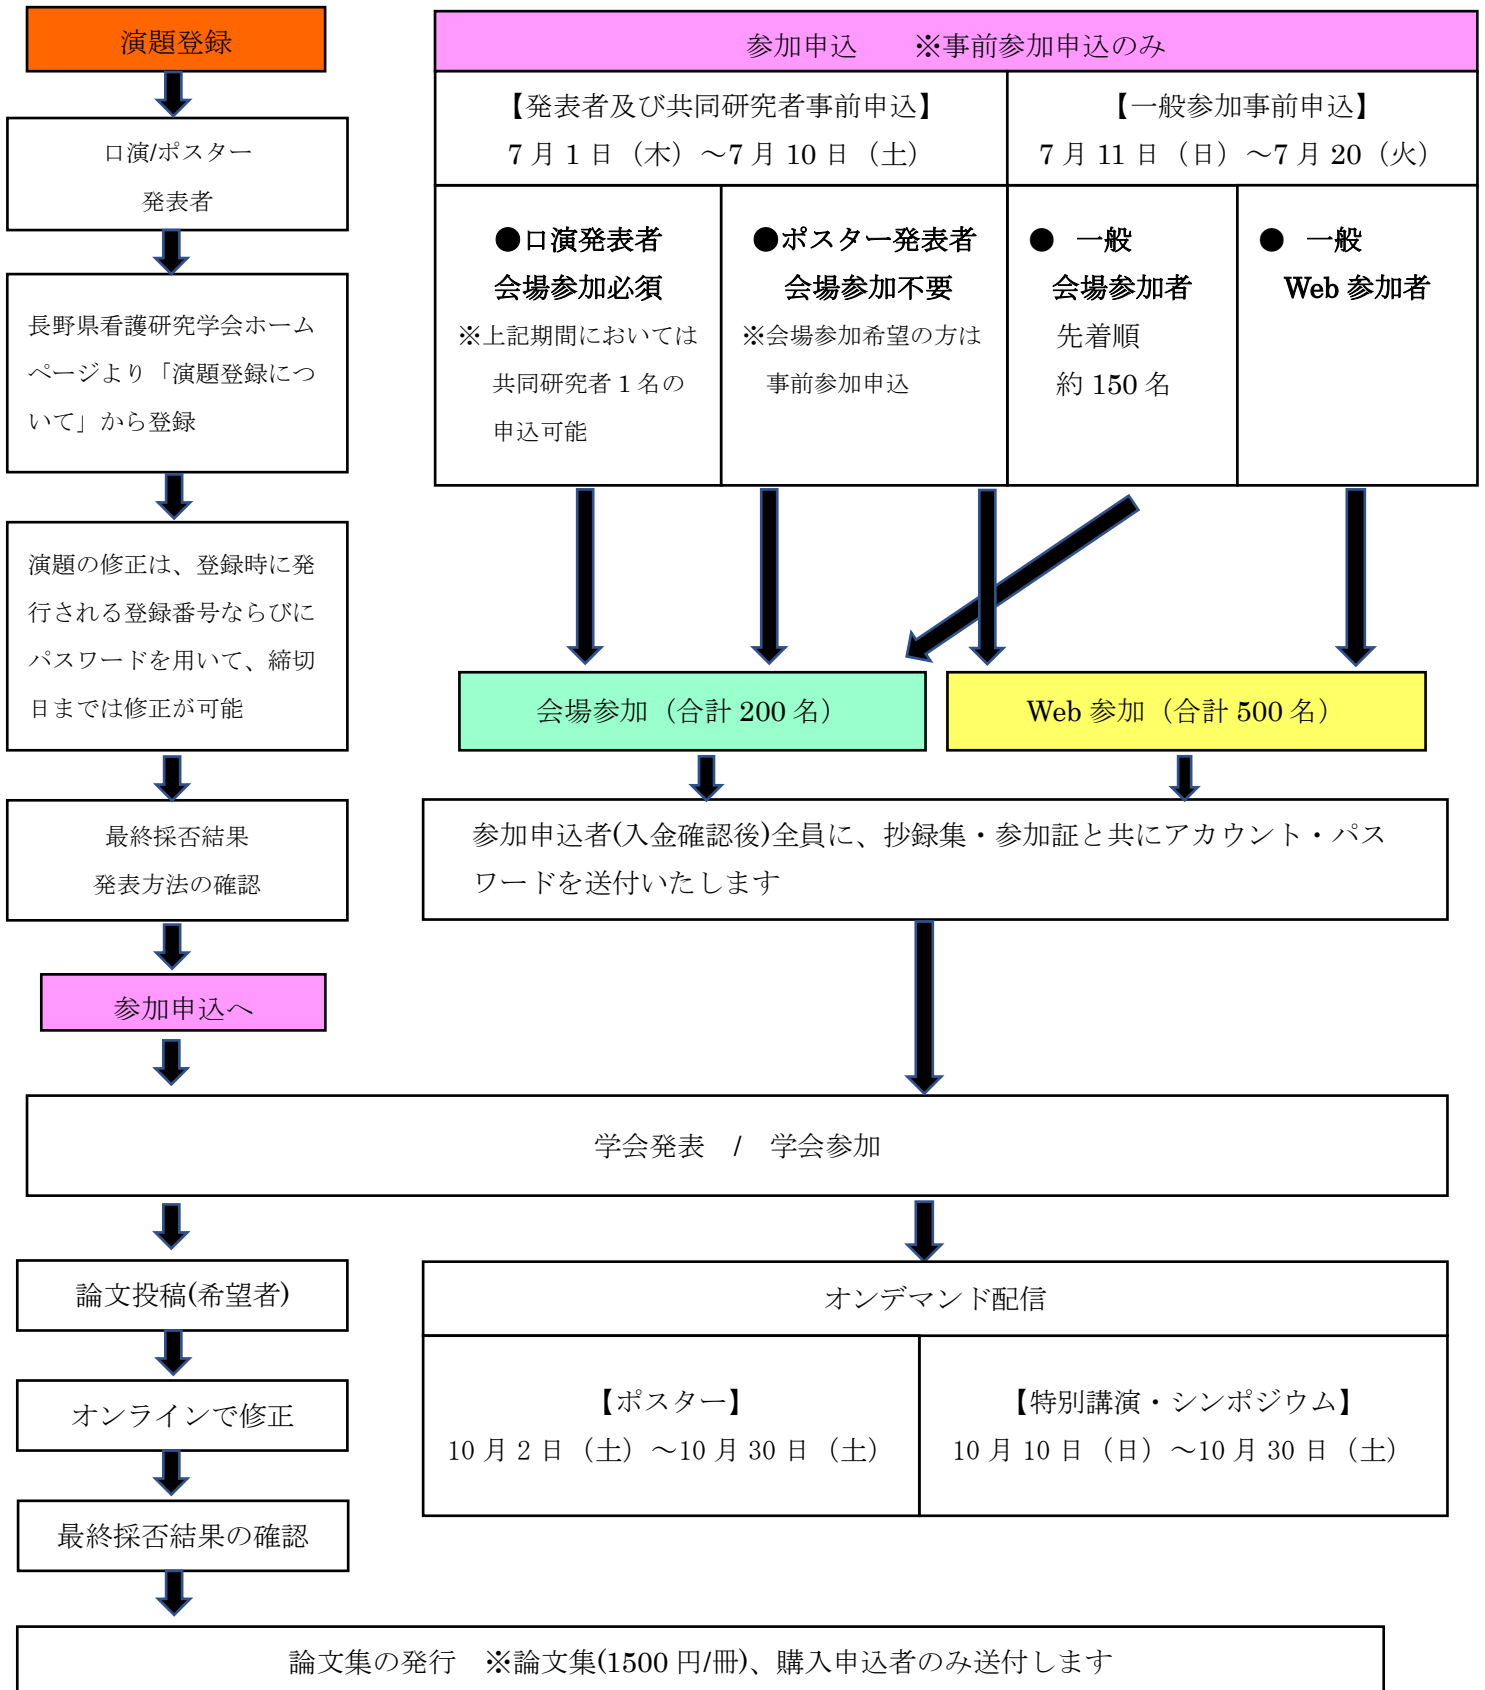 演題登録
口演/ポスター
発表者
長野県看護研究学会ホーム
ページより「演題登録につ
いて」から登録
演題の修正は、登録時に発
行される登録番号ならびに
パスワードを用いて、締切
日までは修正が可能
最終採否結果
発表方法の確認
参加申込へ
参加申込　　※事前参加申込のみ
【発表者及び共同研究者事前申込】
7月1日（木）～7月10日（土）
【一般参加事前申込】
7月11日（日）～7月20（火）
●口演発表者
会場参加必須
※上記期間においては
共同研究者1名の
申込可能
●ポスター発表者
会場参加不要
※会場参加希望の方は
事前参加申込
●　一般
会場参加者
先着順
約150名
●　一般
Web参加者
会場参加（合計200名）
Web参加（合計500名）
参加申込者(入金確認後)全員に、抄録集・参加証と共にアカウント・パス
ワードを送付いたします
学会発表　/　学会参加
論文投稿(希望者)
オンラインで修正
最終採否結果の確認
オンデマンド配信
【ポスター】
10月2日（土）～10月30日（土）
【特別講演・シンポジウム】
10月10日（日）～10月30日（土）
論文集の発行　※論文集(1500円/冊)、購入申込者のみ送付します